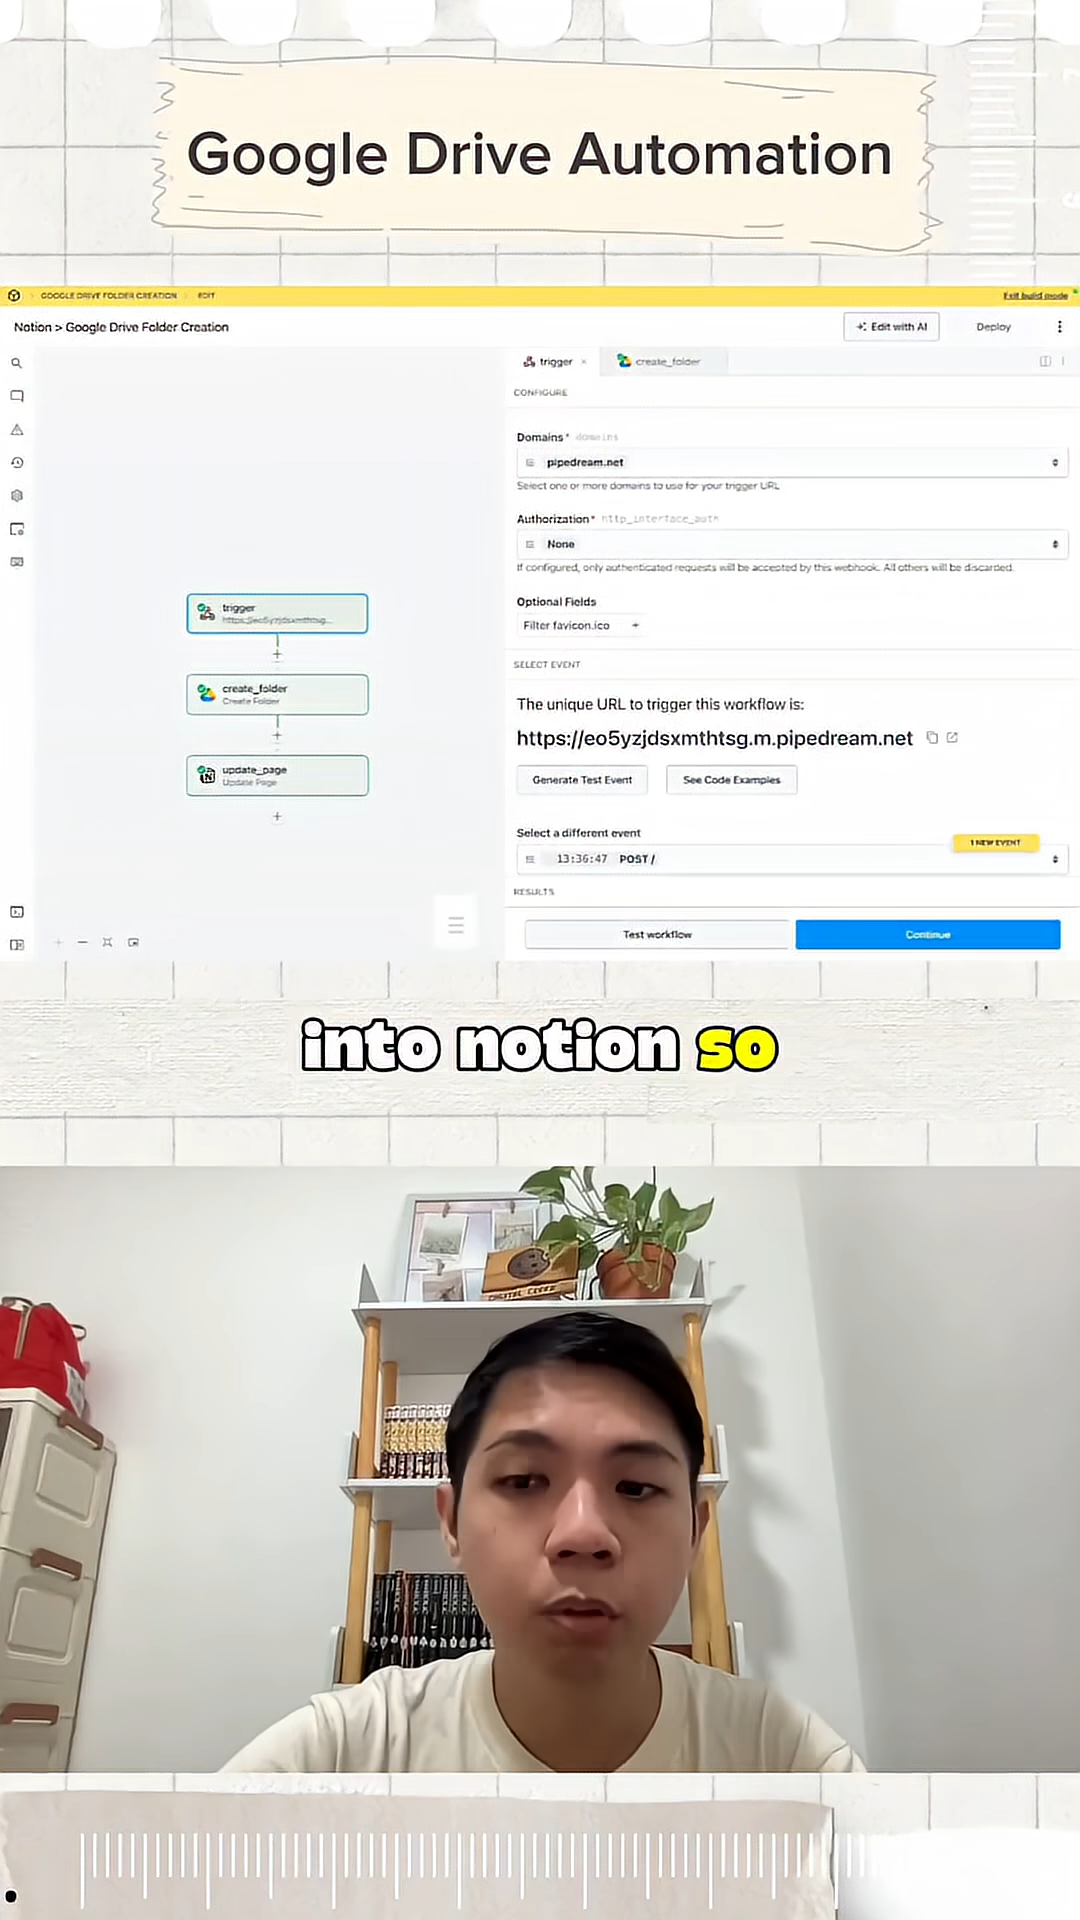 Google Drive Automation
GOOGLE DRIVE FOLDER CREATION
EDIT
Exit build mode
Notion > Google Drive Folder Creation
Edit with AI
Deploy
trigger
create_folder
CONFIGURE
Domains* domains
pipedream.net
Select one or more domains to use for your trigger URL
Authorization* http_interface_auth
None
If configured, only authenticated requests will be accepted by this webhook. All others will be discarded.
Optional Fields
Filter favicon.ico +
SELECT EVENT
The unique URL to trigger this workflow is:
https://eo5yzjdsxmthtsg.m.pipedream.net
Generate Test Event
See Code Examples
Select a different event
1 NEW EVENT
13:36:47 POST /
RESULTS
Test workflow
Continue
trigger
https://eo5yzjdsxmthtsg...
create_folder
Create Folder
update_page
Update Page
into notion so